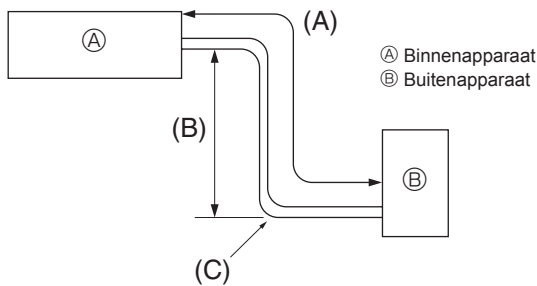 Ⓐ
(A)
Ⓐ Binnenapparaat
Ⓑ Buitenapparaat
(B)
Ⓑ
(C)